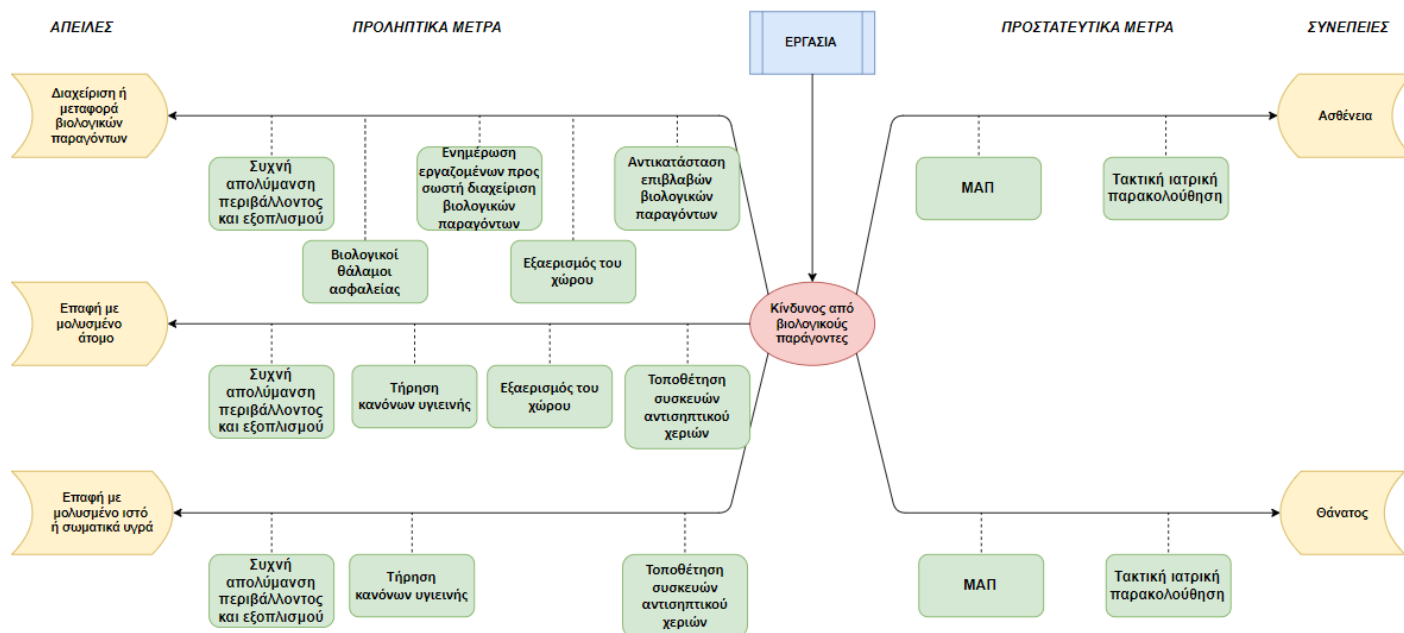 ΑΠΕΙΛΕΣ
ΠΡΟΛΗΠΤΙΚΑ ΜΕΤΡΑ
ΕΡΓΑΣΙΑ
ΠΡΟΣΤΑΤΕΥΤΙΚΑ ΜΕΤΡΑ
ΣΥΝΕΠΕΙΕΣ
Διαχείριση ή
μεταφορά
βιολογικών
παραγόντων
Συχνή
απολύμανση
περιβάλλοντος
και εξοπλισμού
Βιολογικοί
θάλαμοι
ασφαλείας
Ενημέρωση
εργαζομένων προς
σωστή διαχείριση
βιολογικών
παραγόντων
Εξαερισμός του
χώρου
Αντικατάσταση
επιβλαβών
βιολογικών
παραγόντων
ΜΑΠ
Τακτική ιατρική
παρακολούθηση
Ασθένεια
Επαφή με
μολυσμένο
άτομο
Συχνή
απολύμανση
περιβάλλοντος
και εξοπλισμού
Τήρηση
κανόνων υγιεινής
Εξαερισμός του
χώρου
Τοποθέτηση
συσκευών
αντισηπτικού
χεριών
Κίνδυνος από
βιολογικούς
παράγοντες
Επαφή με
μολυσμένο ιστό
ή σωματικά υγρά
Συχνή
απολύμανση
περιβάλλοντος
και εξοπλισμού
Τήρηση
κανόνων υγιεινής
Τοποθέτηση
συσκευών
αντισηπτικού
χεριών
ΜΑΠ
Τακτική ιατρική
παρακολούθηση
Θάνατος